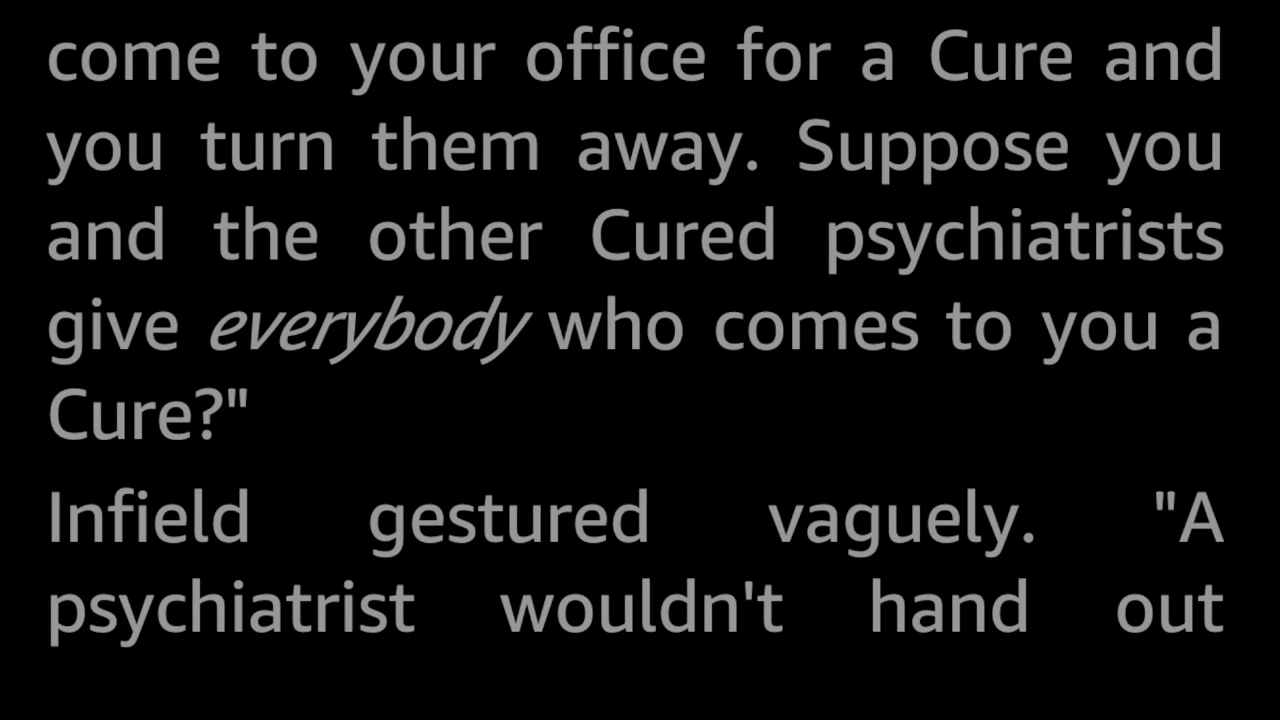 come to your office for a Cure and
you turn them away. Suppose you
and the other Cured psychiatrists
give everybody who comes to you a
Cure?"
Infield gestured vaguely. "A
psychiatrist wouldn't hand out